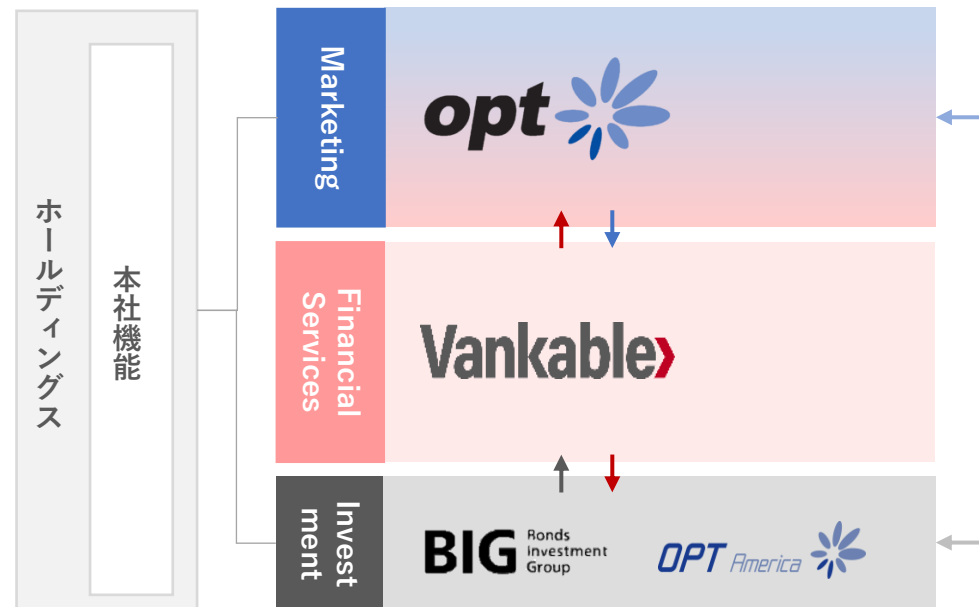 ホールディングス
本社機能
Marketing
opt
Financial
Services
Vankable
Invest
ment
BIG
Bonds
Investment
Group
OPT America